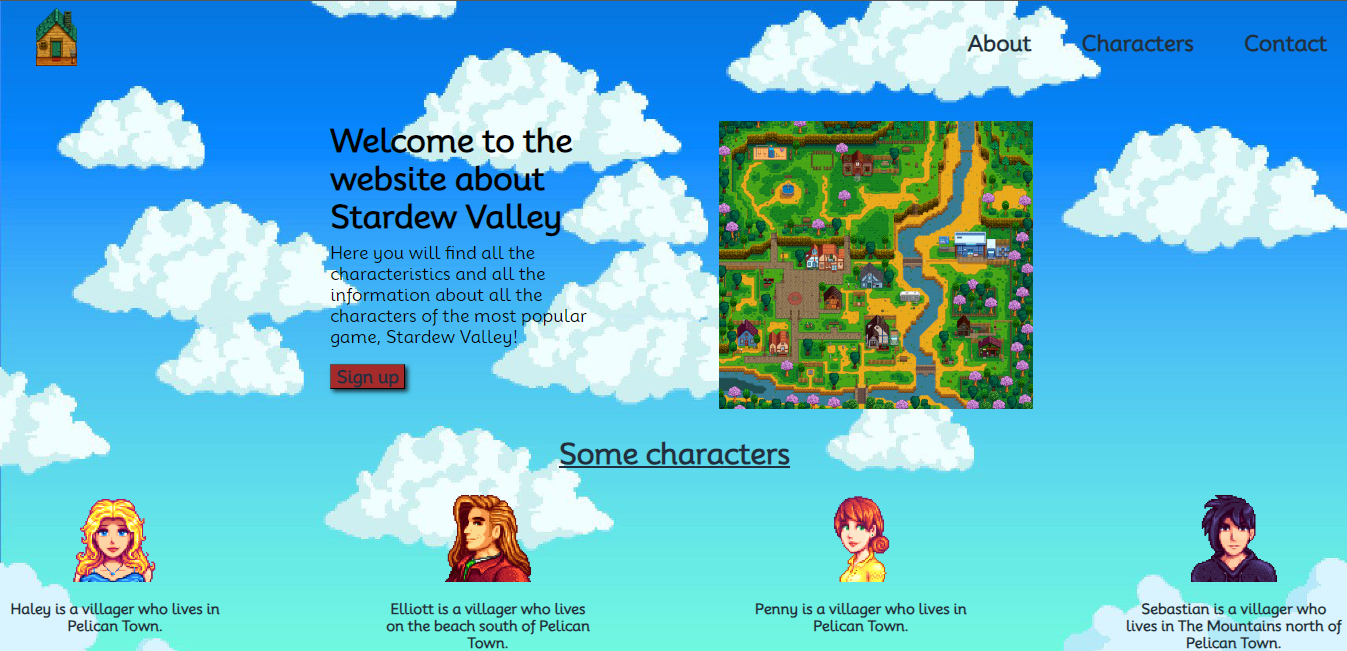 About Characters Contact
Welcome to the
website about
Stardew Valley
Here you will find all the
characteristics and all the
information about all the
characters of the most popular
game, Stardew Valley!
Sign up
Some characters
Haley is a villager who lives in
Pelican Town.
Elliott is a villager who lives
on the beach south of Pelican
Town.
Penny is a villager who lives in
Pelican Town.
Sebastian is a villager who
lives in The Mountains north of
Pelican Town.